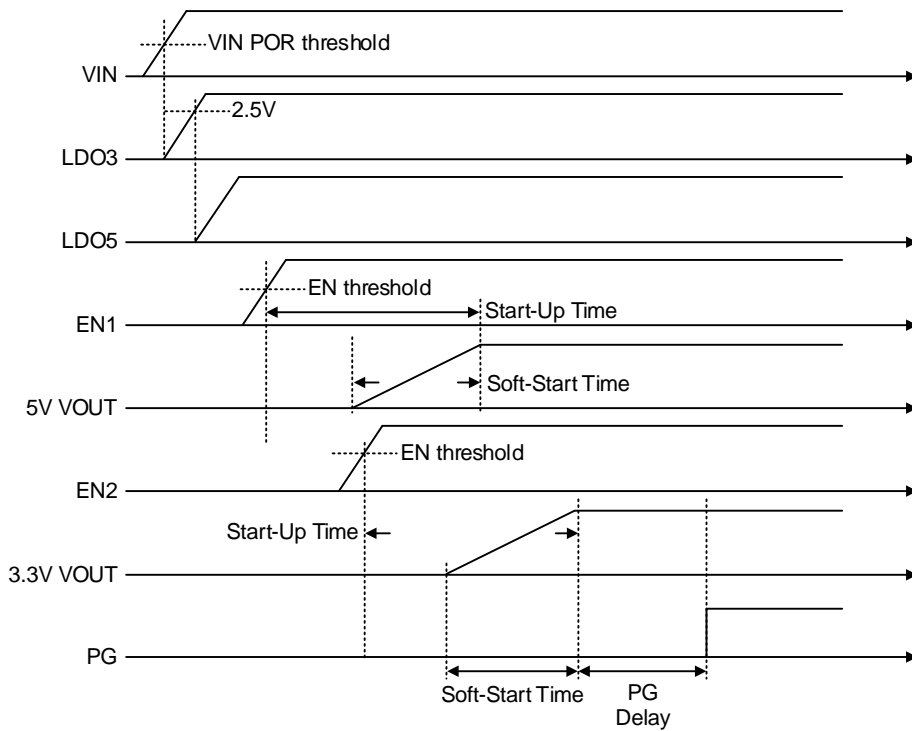 VIN POR threshold
VIN
2.5V
LDO3
LDO5
EN threshold
Start-Up Time
EN1
Soft-Start Time
5V VOUT
EN threshold
EN2
Start-Up Time
3.3V VOUT
PG
Soft-Start Time
PG
Delay